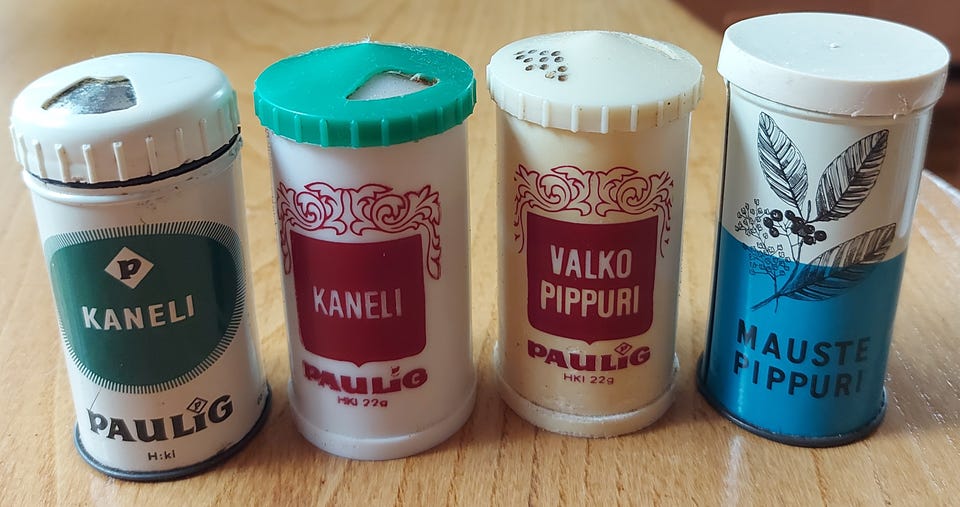 P
KANELI
PAULIG
H:ki
KANELI
PAULIG
HKI 22g
VALKO
PIPPURI
PAULIG
HKI 22g
MAUSTE
PIPPURI